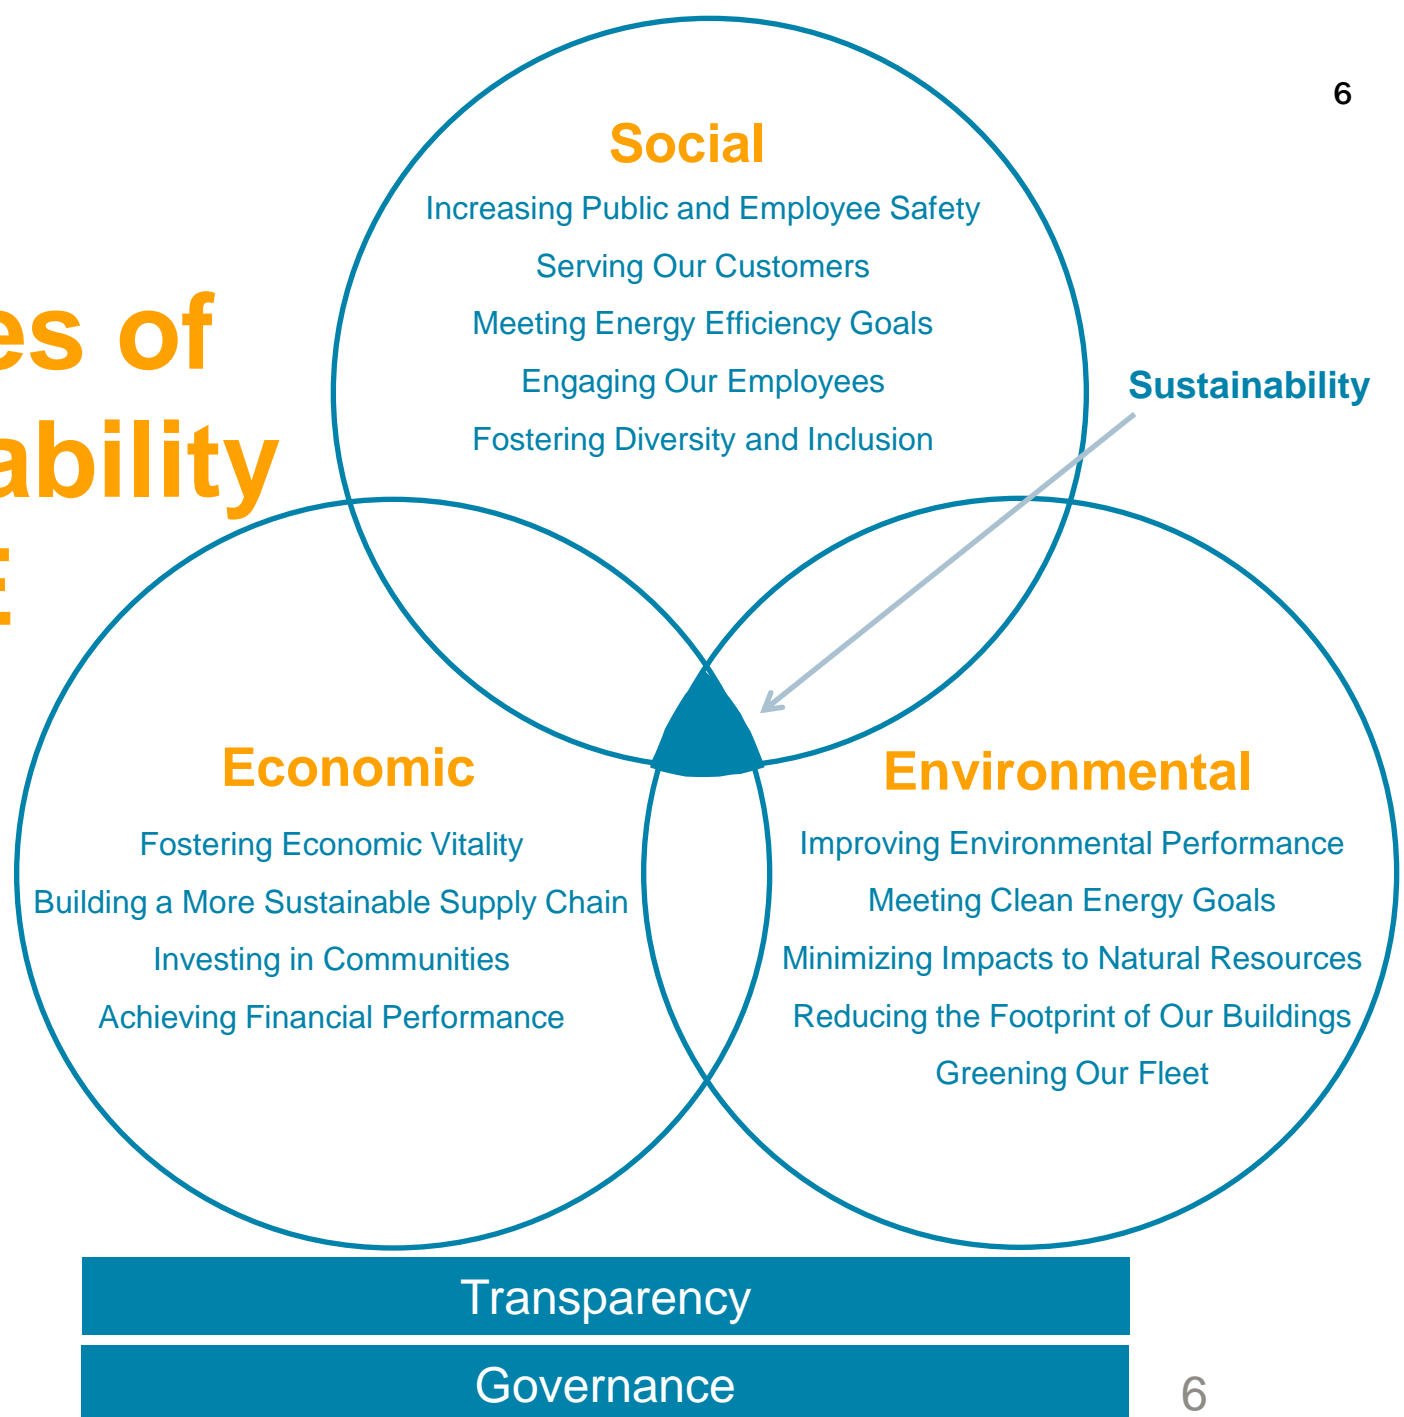 6
Social
Increasing Public and Employee Safety
Serving Our Customers
Meeting Energy Efficiency Goals
Engaging Our Employees
Fostering Diversity and Inclusion
es of
ability
E
Sustainability
Economic
Fostering Economic Vitality
Building a More Sustainable Supply Chain
Investing in Communities
Achieving Financial Performance
Environmental
Improving Environmental Performance
Meeting Clean Energy Goals
Minimizing Impacts to Natural Resources
Reducing the Footprint of Our Buildings
Greening Our Fleet
Transparency
Governance
6